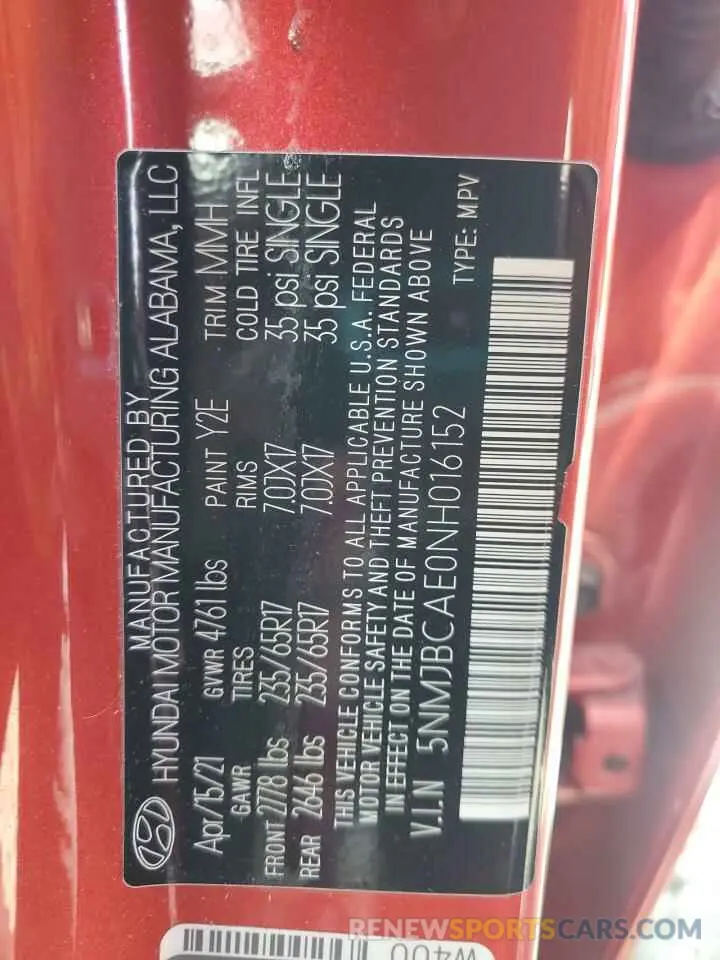 MANUFACTURED BY
HYUNDAI MOTOR MANUFACTURING ALABAMA, LLC
Apr/15/21 GVWR 4761 lbs PAINT Y2E TRIM MMH
GAWR TIRES RIMS COLD TIRE INFL
FRONT 2778 lbs 235/65R17 7.0JX17 35 psi SINGLE
REAR 2646 lbs 235/65R17 7.0JX17 35 psi SINGLE
THIS VEHICLE CONFORMS TO ALL APPLICABLE U.S.A. FEDERAL
MOTOR VEHICLE SAFETY AND THEFT PREVENTION STANDARDS
IN EFFECT ON THE DATE OF MANUFACTURE SHOWN ABOVE
V.I.N 5NMJBCAE0NH016152
TYPE: MPV
W400
RENEWSPORTSCARS.COM